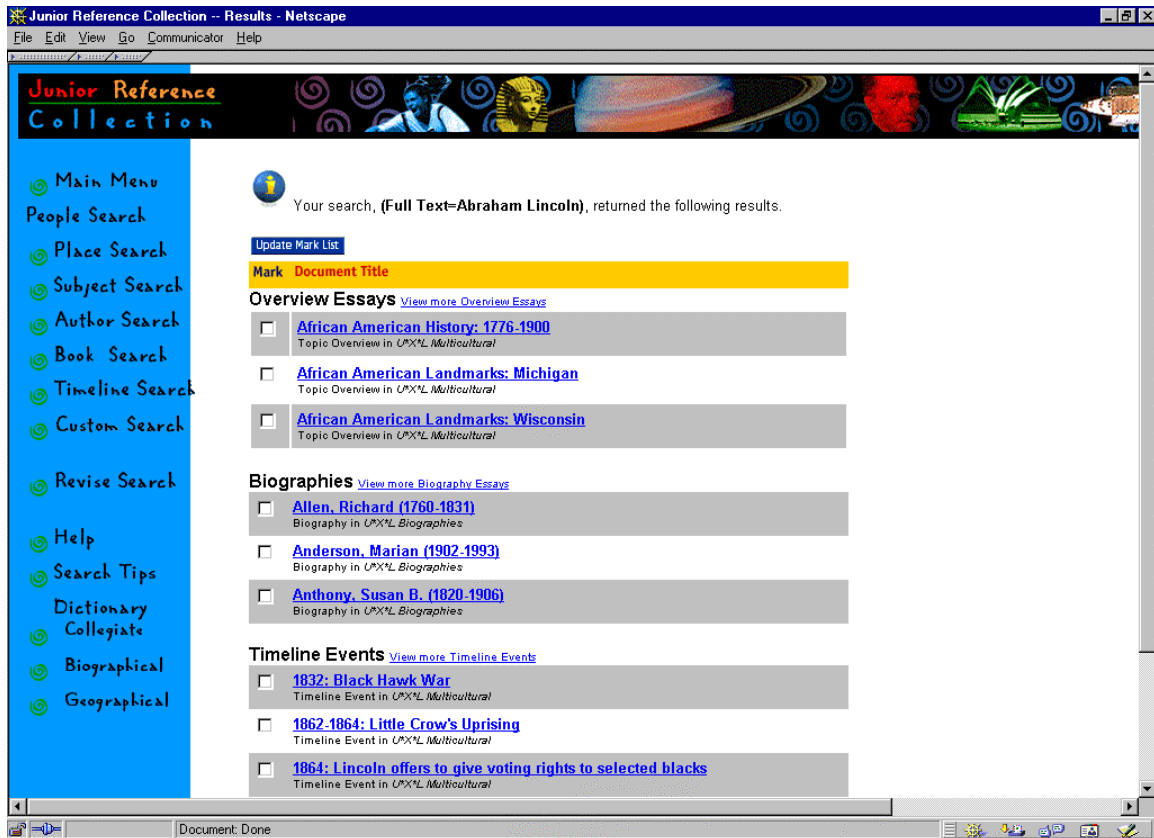 Junior Reference Collection -- Results - Netscape
File Edit View Go Communicator Help
Junior Reference
Collection
Main Menu
People Search
Place Search
Subject Search
Author Search
Book Search
Timeline Search
Custom Search
Revise Search
Help
Search Tips
Dictionary
Collegiate
Biographical
Geographical
Your search, (Full Text=Abraham Lincoln), returned the following results.
Update Mark List
Mark Document Title
Overview Essays View more Overview Essays
African American History: 1776-1900
Topic Overview in U*X*L Multicultural
African American Landmarks: Michigan
Topic Overview in U*X*L Multicultural
African American Landmarks: Wisconsin
Topic Overview in U*X*L Multicultural
Biographies View more Biography Essays
Allen, Richard (1760-1831)
Biography in U*X*L Biographies
Anderson, Marian (1902-1993)
Biography in U*X*L Biographies
Anthony, Susan B. (1820-1906)
Biography in U*X*L Biographies
Timeline Events View more Timeline Events
1832: Black Hawk War
Timeline Event in U*X*L Multicultural
1862-1864: Little Crow's Uprising
Timeline Event in U*X*L Multicultural
1864: Lincoln offers to give voting rights to selected blacks
Timeline Event in U*X*L Multicultural
Document: Done